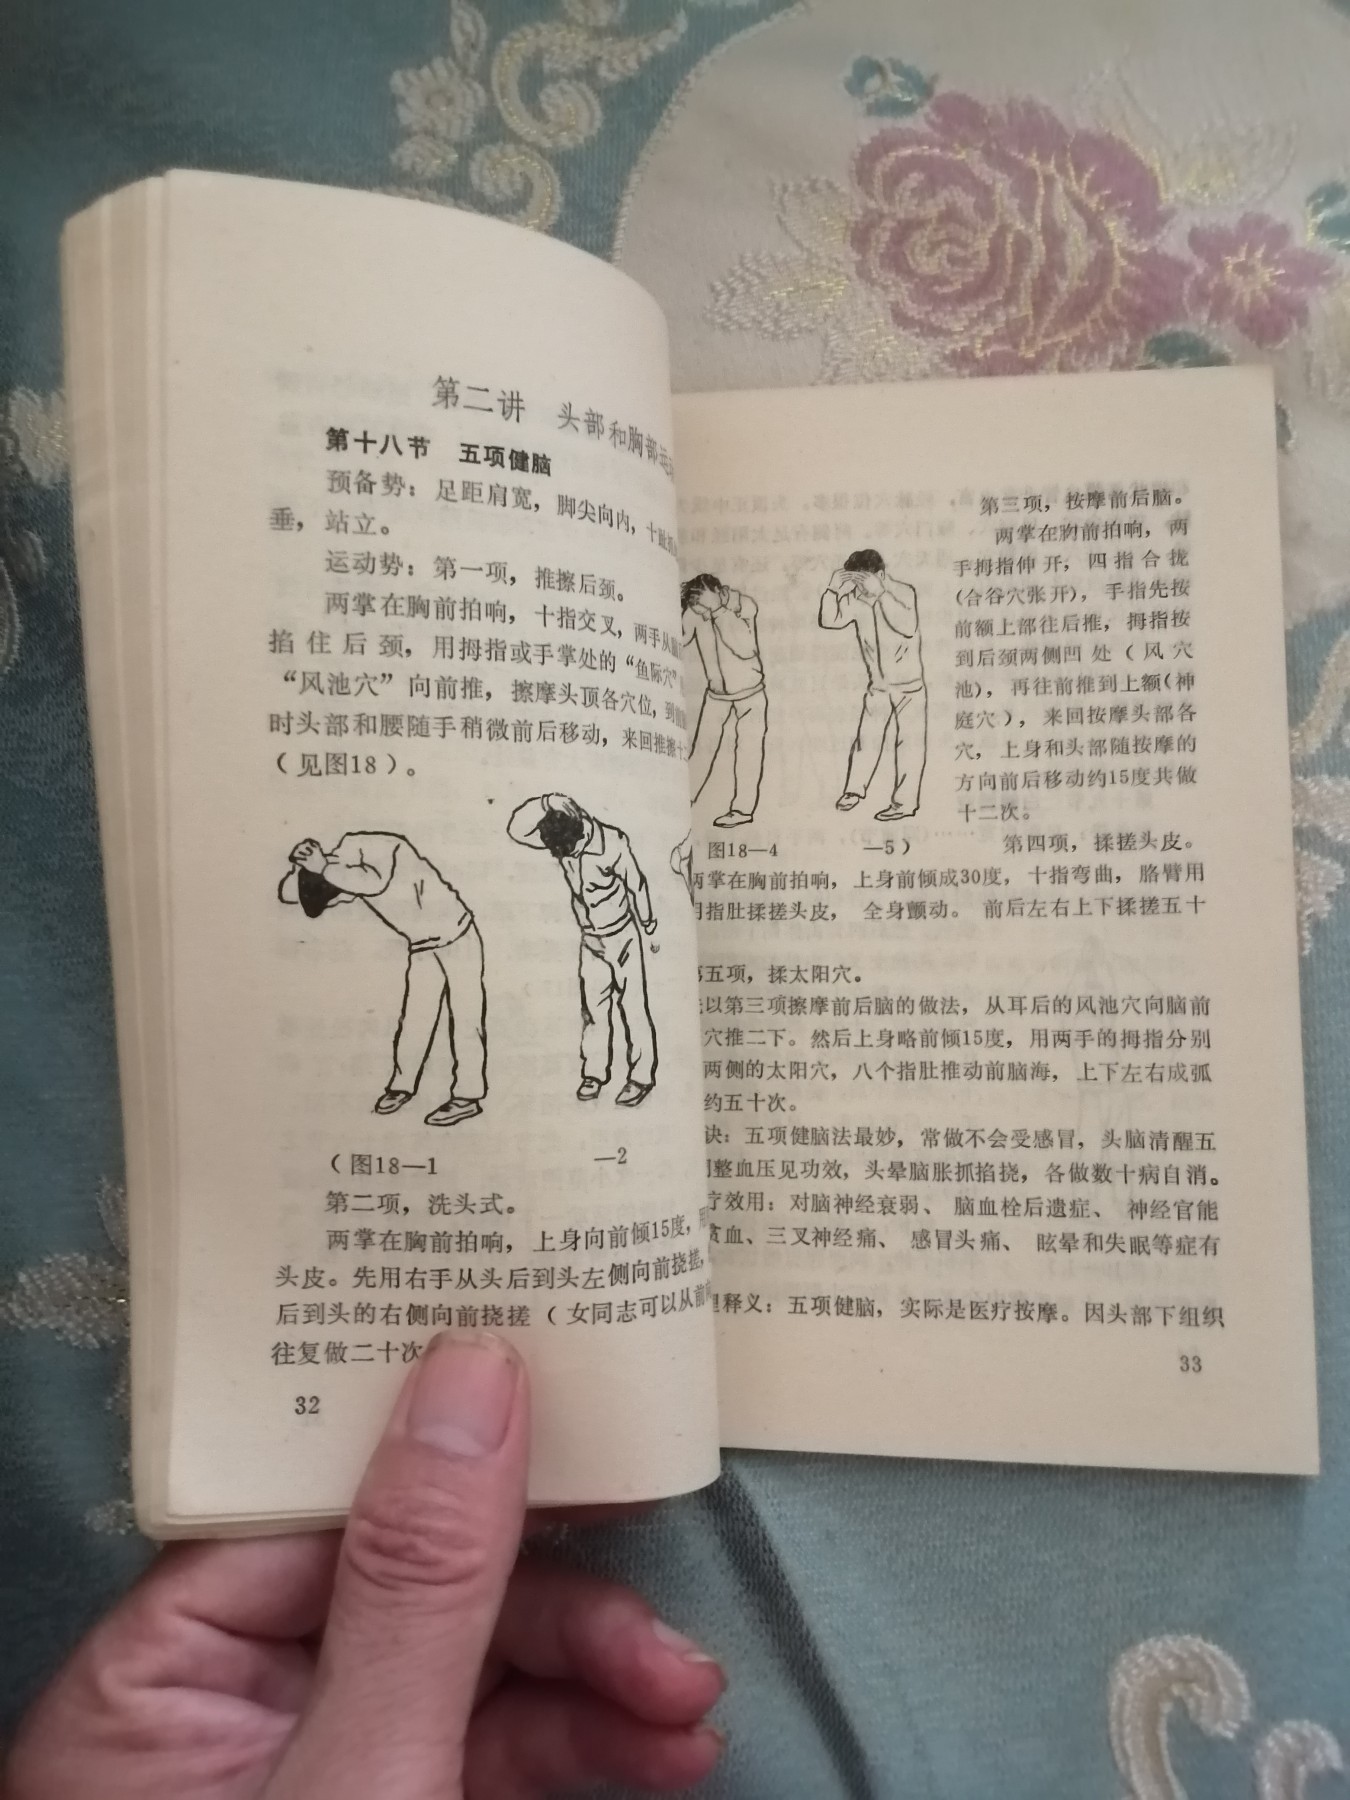 第二讲　头部和胸部运
第十八节　五项健脑
预备势：足距肩宽，脚尖向内，十趾
垂，站立。
运动势：第一项，推擦后颈。
两掌在胸前拍响，十指交叉，两手从
掐住后颈，用拇指或手掌处的“鱼际穴”
“风池穴”向前推，擦摩头顶各穴位，到
时头部和腰随手稍微前后移动，来回推擦十
（见图18）。
（图18—1　　—2
第二项，洗头式。
两掌在胸前拍响，上身向前倾15度，
头皮。先用右手从头后到头左侧向前挠搓，
后到头的右侧向前挠搓（女同志可以从前
往复做二十次
32
第三项，按摩前后脑。
两掌在胸前拍响，两
手拇指伸开，四指合拢
(合谷穴张开)，手指先按
前额上部往后推，拇指按
到后颈两侧凹处（风穴
池)，再往前推到上额(神
庭穴），来回按摩头部各
穴，上身和头部随按摩的
方向前后移动约15度共做
十二次。
图18—4　　—5）
第四项，揉搓头皮。
两掌在胸前拍响，上身前倾成30度，十指弯曲，胳臂用
用指肚揉搓头皮，全身颤动。前后左右上下揉搓五十
第五项，揉太阳穴。
以第三项擦摩前后脑的做法，从耳后的风池穴向脑前
穴推二下。然后上身略前倾15度，用两手的拇指分别
两侧的太阳穴，八个指肚推动前脑海，上下左右成弧
约五十次。
诀：五项健脑法最妙，常做不会受感冒，头脑清醒五
调整血压见功效，头晕脑胀抓掐挠，各做数十病自消。
疗效用：对脑神经衰弱、脑血栓后遗症、神经官能
贫血、三叉神经痛、感冒头痛、眩晕和失眠等症有
释义：五项健脑，实际是医疗按摩。因头部下组织
33